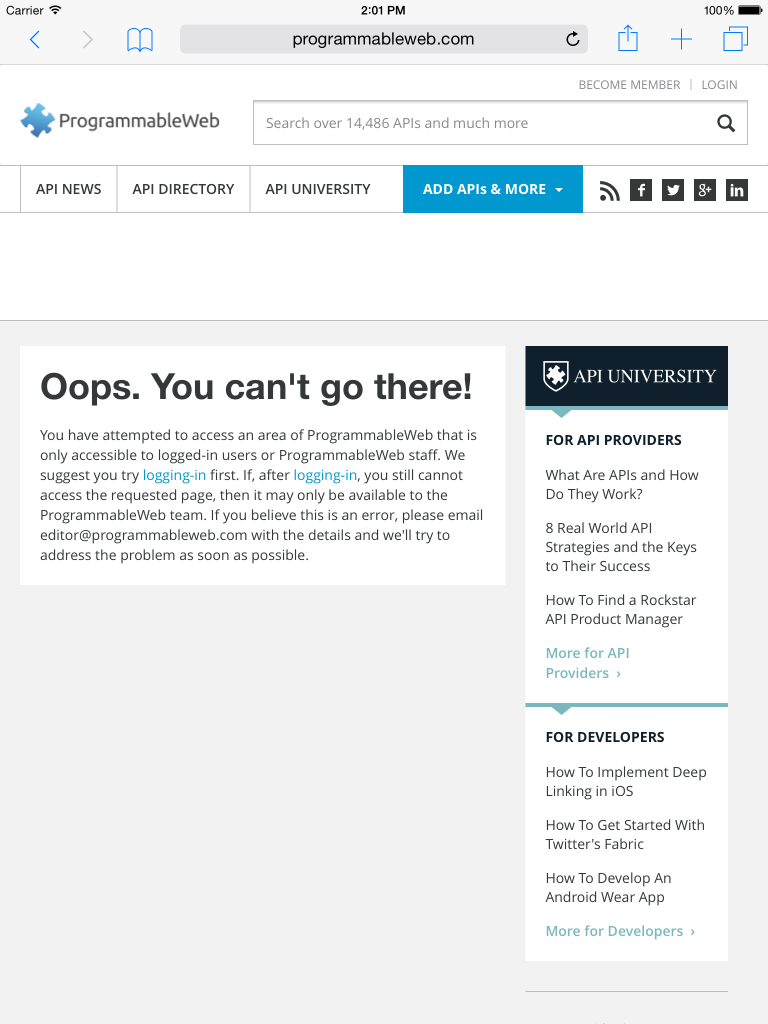 Carrier 2:01 PM 100%
programmableweb.com
BECOME MEMBER | LOGIN
ProgrammableWeb
Search over 14,486 APIs and much more
API NEWS API DIRECTORY API UNIVERSITY ADD APIs & MORE
Oops. You can't go there!
You have attempted to access an area of ProgrammableWeb that is
only accessible to logged-in users or ProgrammableWeb staff. We
suggest you try logging-in first. If, after logging-in, you still cannot
access the requested page, then it may only be available to the
ProgrammableWeb team. If you believe this is an error, please email
editor@programmableweb.com with the details and we'll try to
address the problem as soon as possible.
API UNIVERSITY
FOR API PROVIDERS
What Are APIs and How
Do They Work?
8 Real World API
Strategies and the Keys
to Their Success
How To Find a Rockstar
API Product Manager
More for API
Providers ›
FOR DEVELOPERS
How To Implement Deep
Linking in iOS
How To Get Started With
Twitter's Fabric
How To Develop An
Android Wear App
More for Developers ›